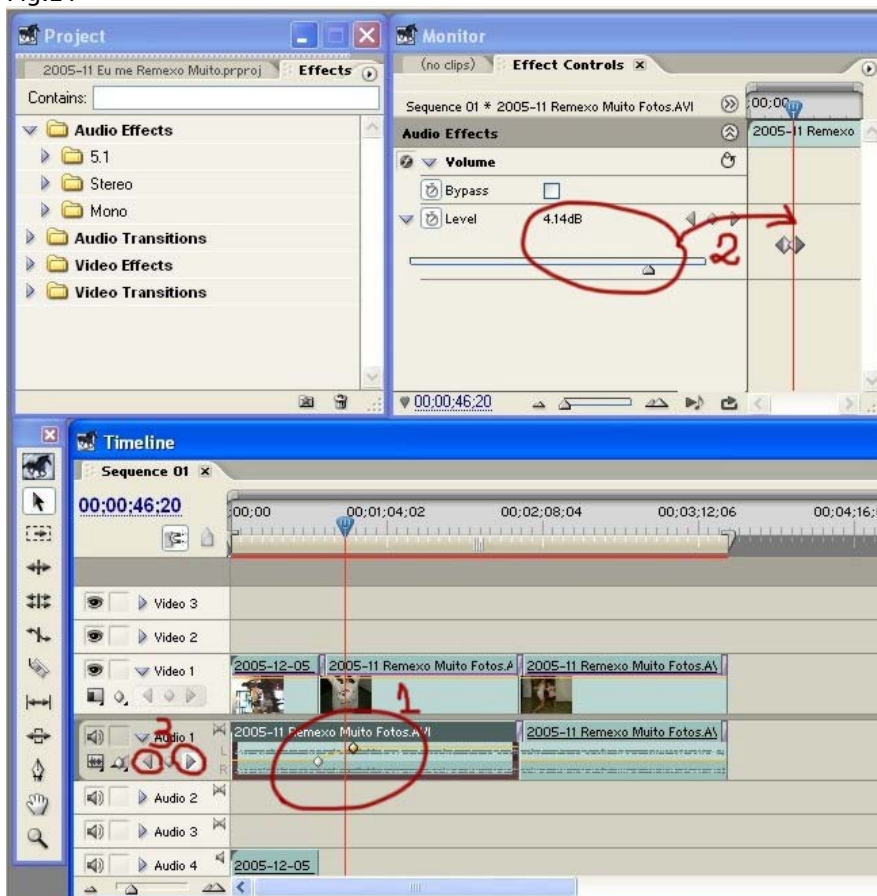 Project
2005-11 Eu me Remexo Muito.prproj Effects
Contains:
Audio Effects
5.1
Stereo
Mono
Audio Transitions
Video Effects
Video Transitions
Monitor
(no clips) Effect Controls
Sequence 01 * 2005-11 Remexo Muito Fotos.AVI
:00;00
Audio Effects
2005-11 Remexo
Volume
Bypass
Level 4.14dB
2
00;00;46;20
Timeline
Sequence 01
00;00;46;20
:00;00 00;01;04;02 00;02;08;04 00;03;12;06 00;04;16;
Video 3
Video 2
Video 1
2005-12-05 2005-11 Remexo Muito Fotos.A 2005-11 Remexo Muito Fotos.A\
1
3
Audio 1
2005-11 Remexo Muito Fotos.AVI 2005-11 Remexo Muito Fotos.A\
L
R
Audio 2
Audio 3
Audio 4
2005-12-05